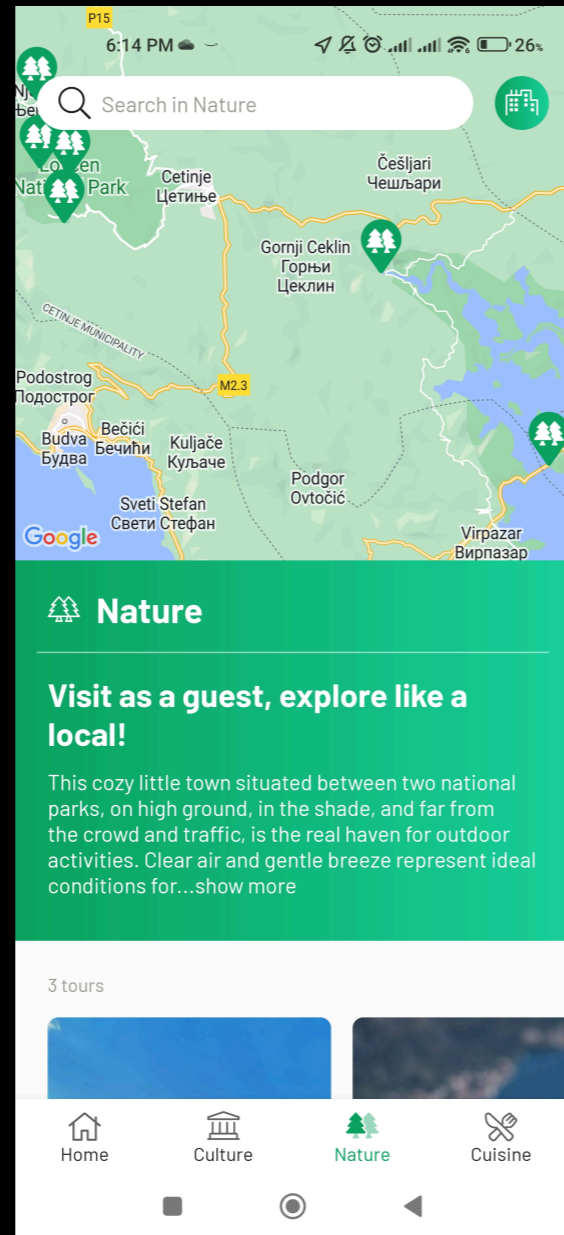 P15
6:14 PM
26%
Search in Nature
Nati Park
Cetinje
Цетиње
Češljari
Чешљари
Gornji Ceklin
Горњи
Цеклин
CETINJE MUNICIPALITY
Podostrog
Подострог
M2.3
Budva
Будва
Bečići
Бечићи
Kuljače
Куљаче
Podgor
Ovtočić
Sveti Stefan
Свети Стефан
Google
Virpazar
Вирпазар
Nature
Visit as a guest, explore like a
local!
This cozy little town situated between two national
parks, on high ground, in the shade, and far from
the crowd and traffic, is the real haven for outdoor
activities. Clear air and gentle breeze represent ideal
conditions for...show more
3 tours
Home
Culture
Nature
Cuisine